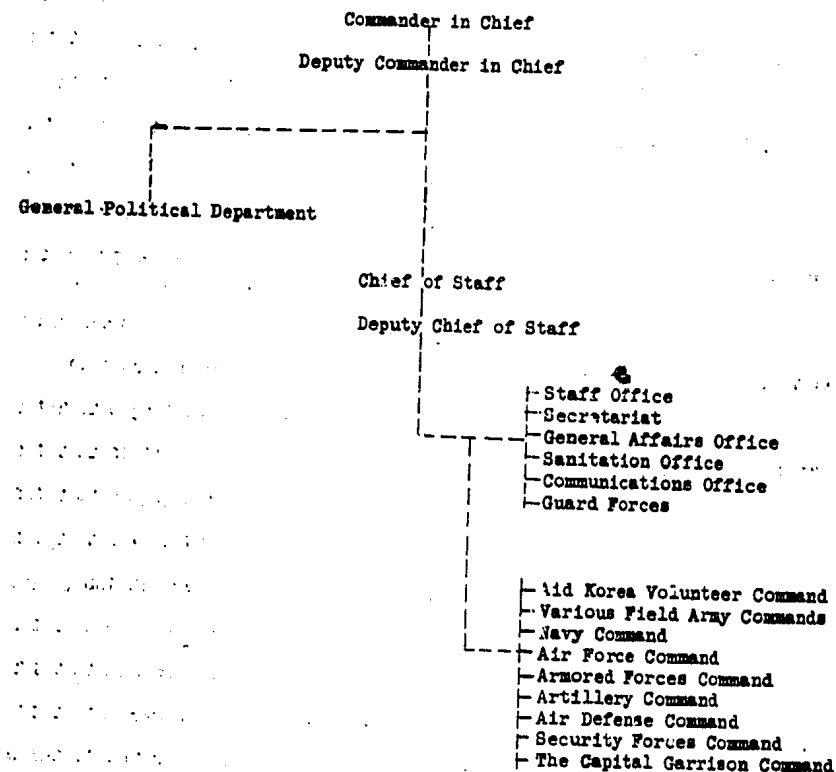 Commander in Chief
Deputy Commander in Chief
General Political Department
Chief of Staff
Deputy Chief of Staff
Staff Office
Secretariat
General Affairs Office
Sanitation Office
Communications Office
Guard Forces
Aid Korea Volunteer Command
Various Field Army Commands
Navy Command
Air Force Command
Armored Forces Command
Artillery Command
Air Defense Command
Security Forces Command
The Capital Garrison Command